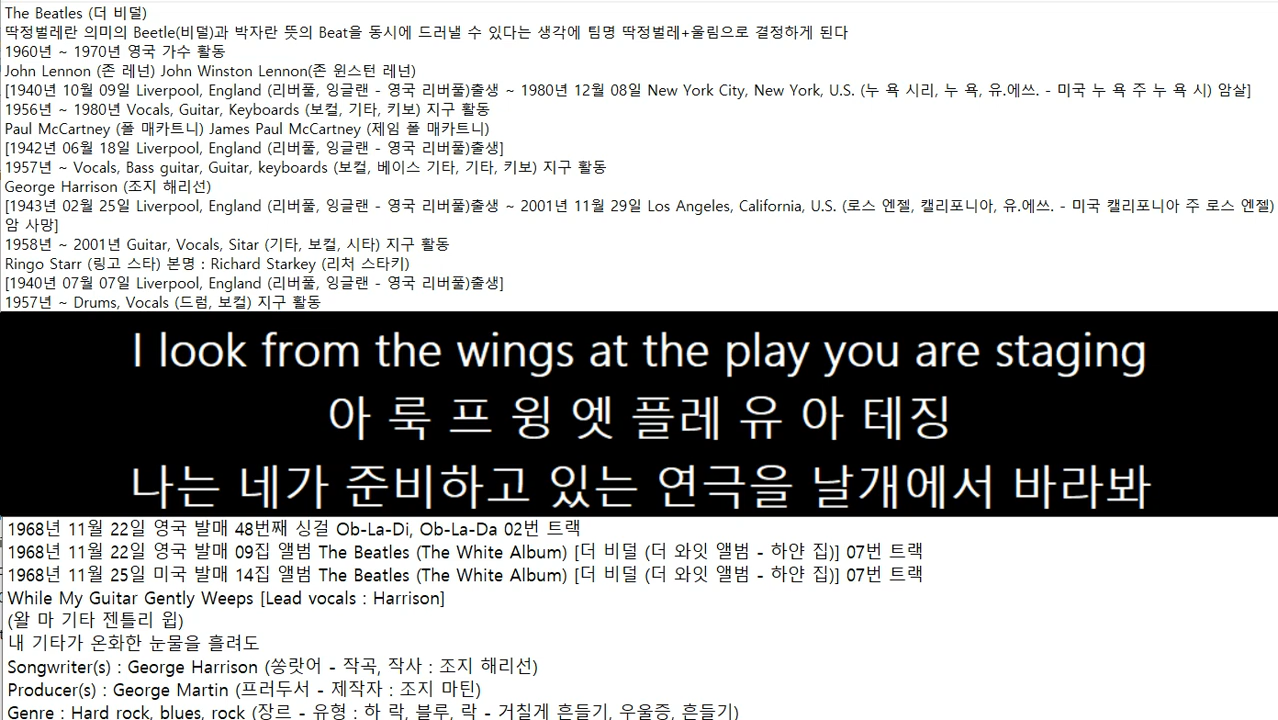 The Beatles (더 비덜)
딱정벌레란 의미의 Beetle(비덜)과 박자란 뜻의 Beat을 동시에 드러낼 수 있다는 생각에 팀명 딱정벌레+울림으로 결정하게 된다
1960년 ~ 1970년 영국 가수 활동
John Lennon (존 레넌) John Winston Lennon(존 윈스턴 레넌)
[1940년 10월 09일 Liverpool, England (리버풀, 잉글랜 - 영국 리버풀)출생 ~ 1980년 12월 08일 New York City, New York, U.S. (누 욕 시리, 누 욕, 유.에쓰. - 미국 누 욕 주 누 욕 시) 암살]
1956년 ~ 1980년 Vocals, Guitar, Keyboards (보컬, 기타, 키보) 지구 활동
Paul McCartney (폴 매카트니) James Paul McCartney (제임 폴 매카트니)
[1942년 06월 18일 Liverpool, England (리버풀, 잉글랜 - 영국 리버풀)출생]
1957년 ~ Vocals, Bass guitar, Guitar, keyboards (보컬, 베이스 기타, 기타, 키보) 지구 활동
George Harrison (조지 해리선)
[1943년 02월 25일 Liverpool, England (리버풀, 잉글랜 - 영국 리버풀)출생 ~ 2001년 11월 29일 Los Angeles, California, U.S. (로스 엔젤, 캘리포니아, 유.에쓰. - 미국 캘리포니아 주 로스 엔젤)
암 사망]
1958년 ~ 2001년 Guitar, Vocals, Sitar (기타, 보컬, 시타) 지구 활동
Ringo Starr (링고 스타) 본명 : Richard Starkey (리처 스타키)
[1940년 07월 07일 Liverpool, England (리버풀, 잉글랜 - 영국 리버풀)출생]
1957년 ~ Drums, Vocals (드럼, 보컬) 지구 활동
I look from the wings at the play you are staging
아 룩 프 윙 엣 플레 유 아 테징
나는 네가 준비하고 있는 연극을 날개에서 바라봐
1968년 11월 22일 영국 발매 48번째 싱걸 Ob-La-Di, Ob-La-Da 02번 트랙
1968년 11월 22일 영국 발매 09집 앨범 The Beatles (The White Album) [더 비덜 (더 와잇 앨범 - 하얀 집)] 07번 트랙
1968년 11월 25일 미국 발매 14집 앨범 The Beatles (The White Album) [더 비덜 (더 와잇 앨범 - 하얀 집)] 07번 트랙
While My Guitar Gently Weeps [Lead vocals : Harrison]
(왈 마 기타 젠틀리 윕)
내 기타가 온화한 눈물을 흘려도
Songwriter(s) : George Harrison (쏭랏어 - 작곡, 작사 : 조지 해리선)
Producer(s) : George Martin (프러두서 - 제작자 : 조지 마틴)
Genre : Hard rock, blues, rock (장르 - 유형 : 하 락, 블루, 락 - 거칠게 흔들기, 우울증, 흔들기)